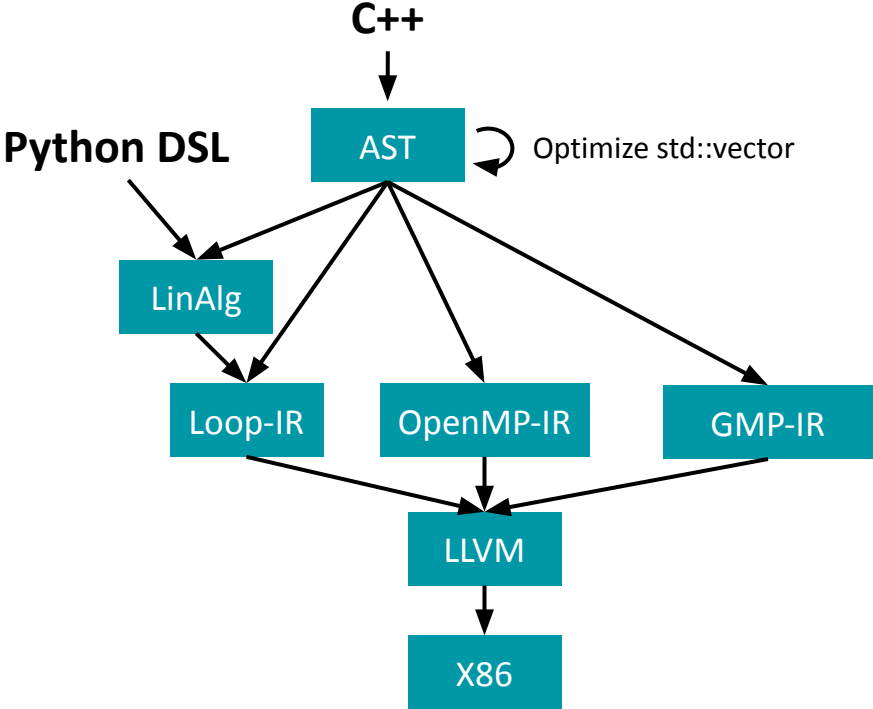 C++
AST
Optimize std::vector
Python DSL
LinAlg
Loop-IR
OpenMP-IR
GMP-IR
LLVM
X86